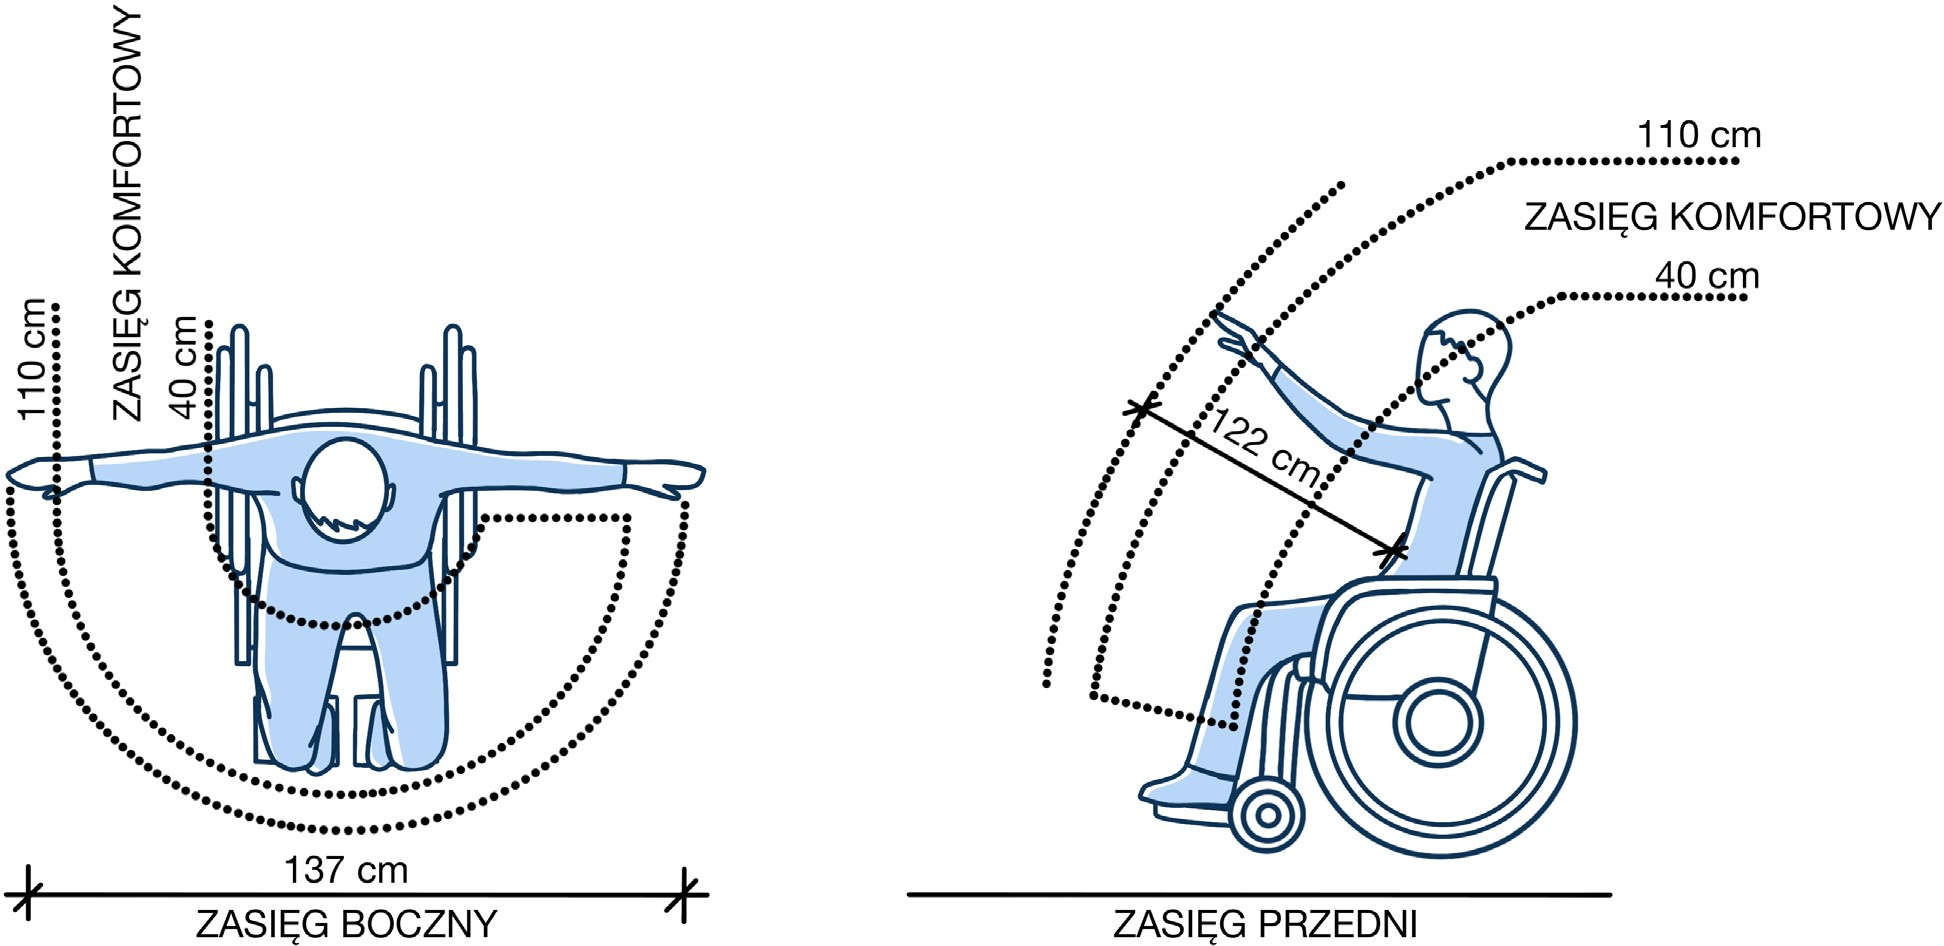 ZASIĘG KOMFORTOWY
110 cm
40 cm
137 cm
ZASIĘG BOCZNY
110 cm
ZASIĘG KOMFORTOWY
40 cm
122 cm
ZASIĘG PRZEDNI